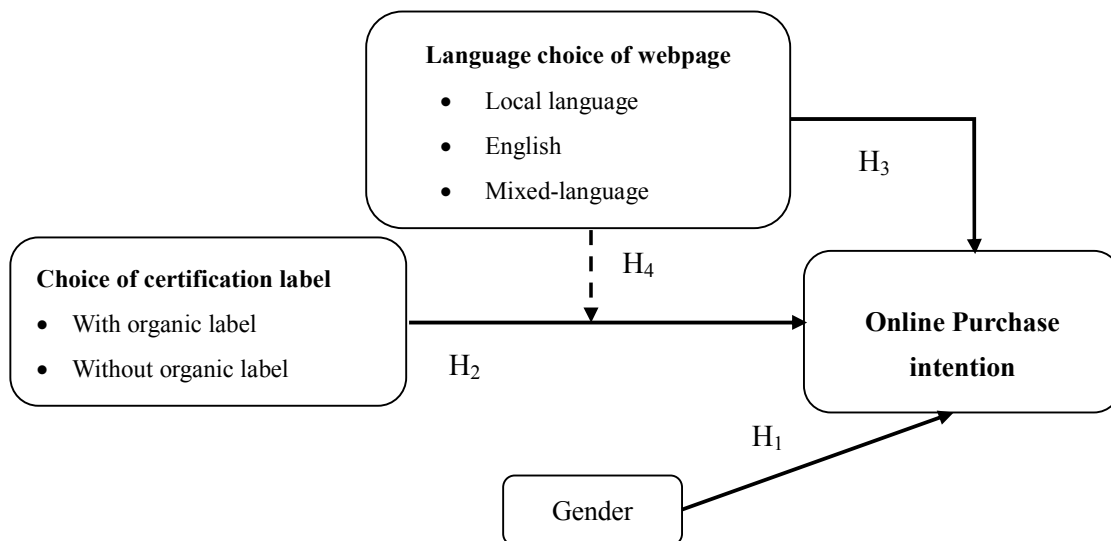 Language choice of webpage
• Local language
• English
• Mixed-language
H₃
H₄
Choice of certification label
• With organic label
• Without organic label
H₂
Online Purchase
intention
H₁
Gender